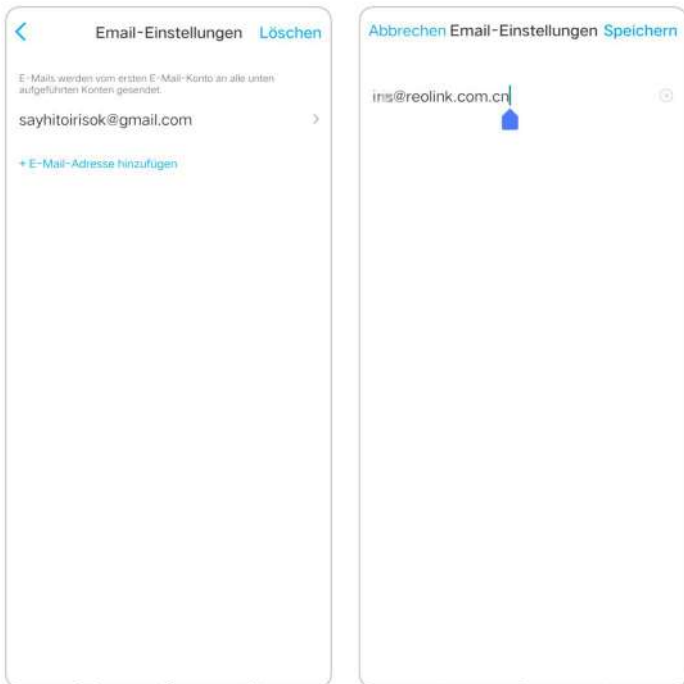 Email-Einstellungen Löschen
E-Mails werden vom ersten E-Mail-Konto an alle unten
aufgeführten Konten gesendet.
sayhitoirisok@gmail.com
+ E-Mail-Adresse hinzufügen
Abbrechen Email-Einstellungen Speichern
@reolink.com.cn